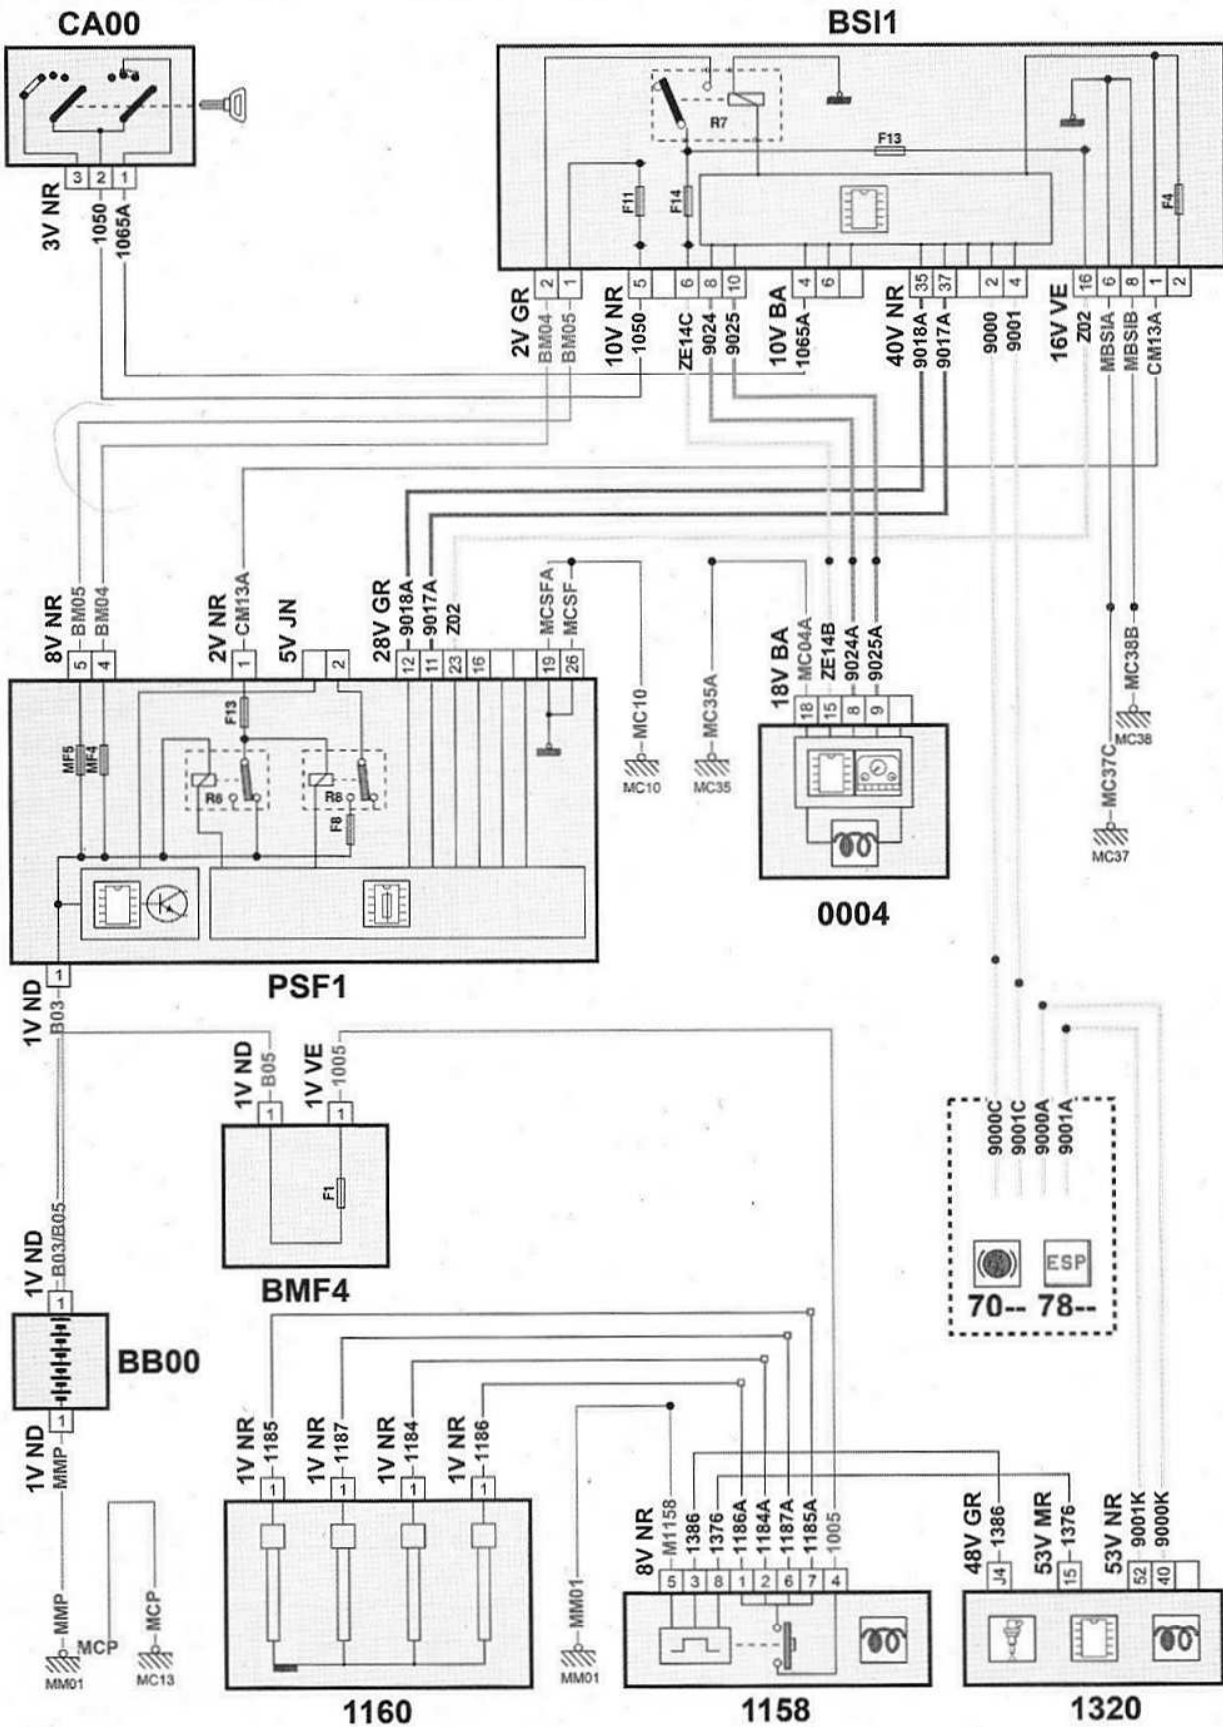 CA00
BSI1
R7
F13
F11
F14
F4
3 2 1
3V NR
1050
1065A
2 1 5 6 8 10 4 6 35 37 2 4 16 6 8 1 2
2V GR
BM04
BM05
10V NR
1050
ZE14C
9024
9025
10V BA
1065A
40V NR
9018A
9017A
9000
9001
16V VE
Z02
MBSIA
MBSIB
CM13A
8V NR
BM05
BM04
2V NR
CM13A
5V JN
28V GR
9018A
9017A
Z02
MCSFA
MCSF
MC10
MC10
MC35A
MC35
18V BA
MC04A
ZE14B
9024A
9025A
MC38B
MC38
MC37C
MC37
5 4 1 2 12 11 23 16 19 26
18 15 8 9
MF5
MF4
F13
R6
R8
F8
0004
PSF1
1
1V ND
B03
1V ND
B05
1V VE
1005
1 1
F1
BMF4
9000C
9001C
9000A
9001A
ESP
70-- 78--
1V ND
B03/B05
1
BB00
1
1V ND
MMP
MMP
MM01
MCP
MCP
MC13
1V NR
1185
1V NR
1187
1V NR
1184
1V NR
1186
1 1 1 1
1160
MM01
MM01
8V NR
M1158
1386
1376
1186A
1184A
1187A
1185A
1005
5 3 8 1 2 6 7 4
1158
48V GR
1386
53V MR
1376
53V NR
9001K
9000K
J4 15 52 40
1320